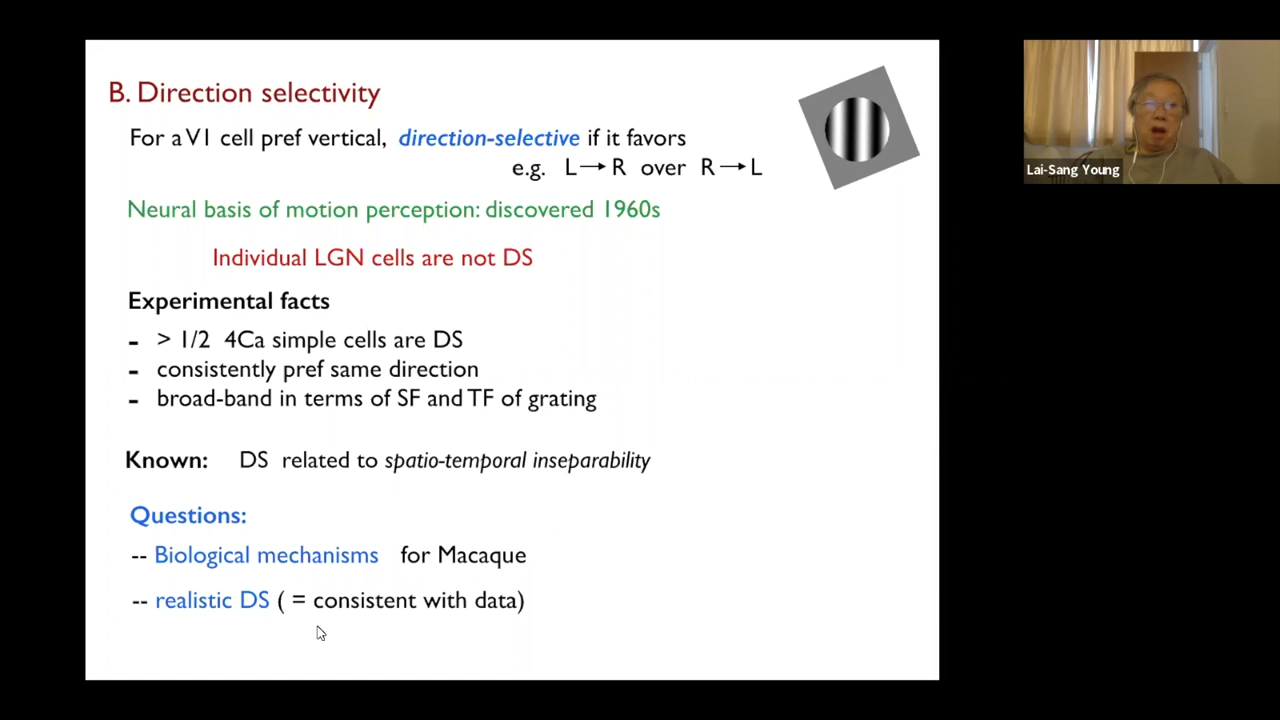 B. Direction selectivity
For a V1 cell pref vertical, direction-selective if it favors
e.g. L→R over R→L
Neural basis of motion perception: discovered 1960s
Individual LGN cells are not DS
Experimental facts
- > 1/2 4Ca simple cells are DS
- consistently pref same direction
- broad-band in terms of SF and TF of grating
Known: DS related to spatio-temporal inseparability
Questions:
-- Biological mechanisms for Macaque
-- realistic DS ( = consistent with data)
Lai-Sang Young